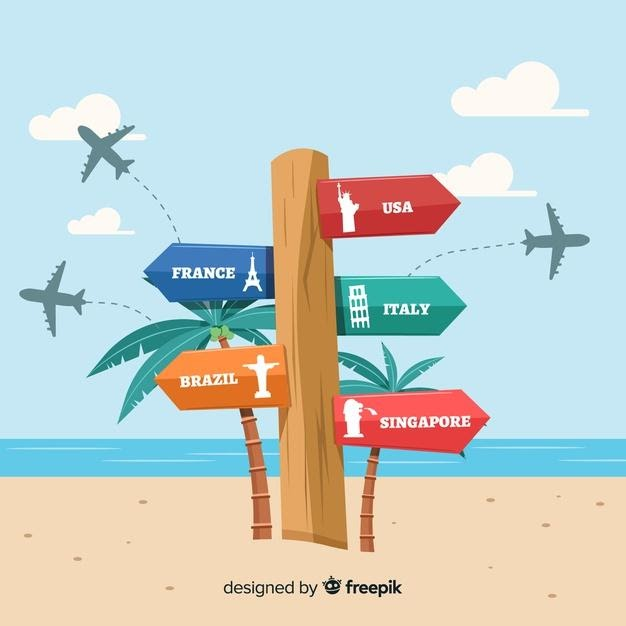 USA
FRANCE
ITALY
BRAZIL
SINGAPORE
designed by freepik